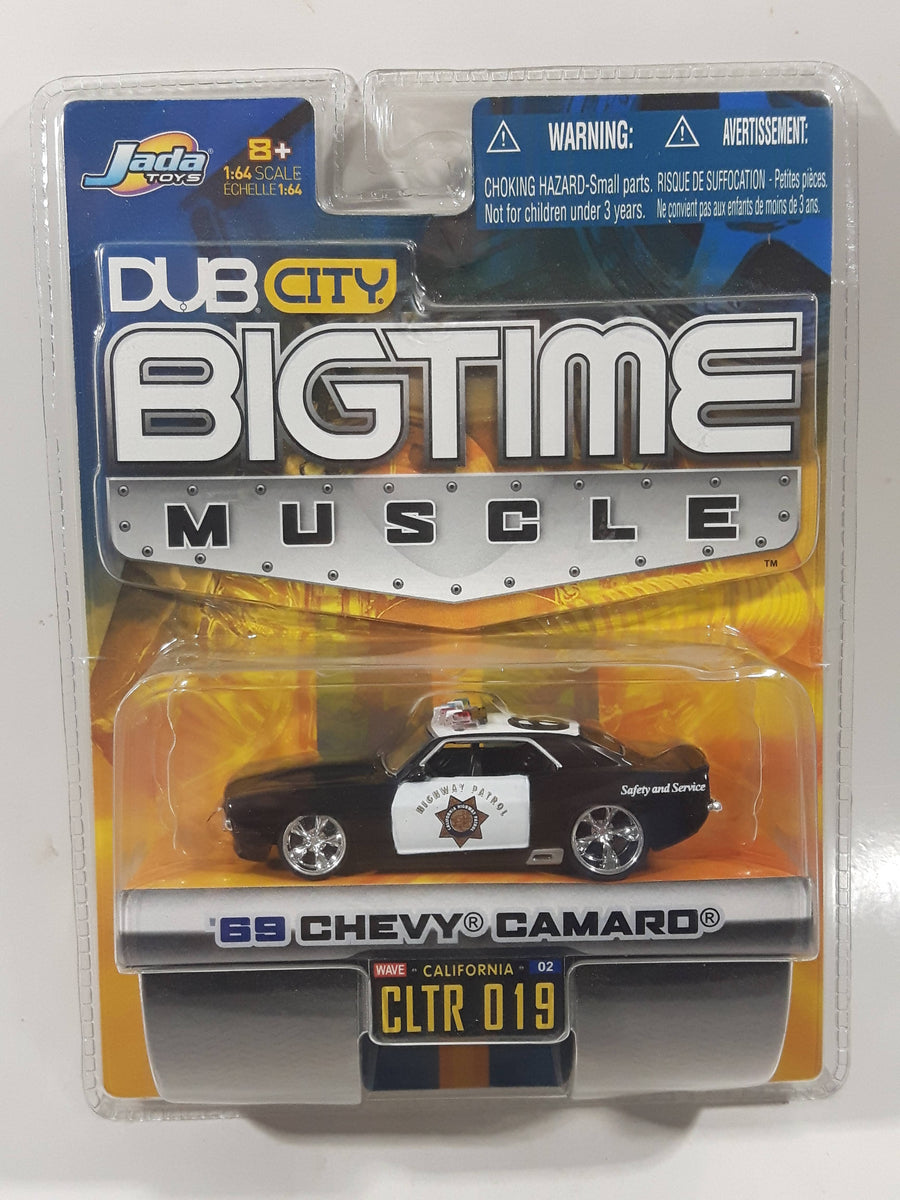 Jada®
TOYS
8+
1:64 SCALE
ÉCHELLE 1:64
WARNING:
CHOKING HAZARD-Small parts.
Not for children under 3 years.
AVERTISSEMENT:
RISQUE DE SUFFOCATION - Petites pièces.
Ne convient pas aux enfants de moins de 3 ans.
DUB® CITY®
BIGTIME
MUSCLE
TM
Safety and Service
HIGHWAY PATROL
'69 CHEVY® CAMARO®
WAVE - CALIFORNIA - 02
CLTR 019